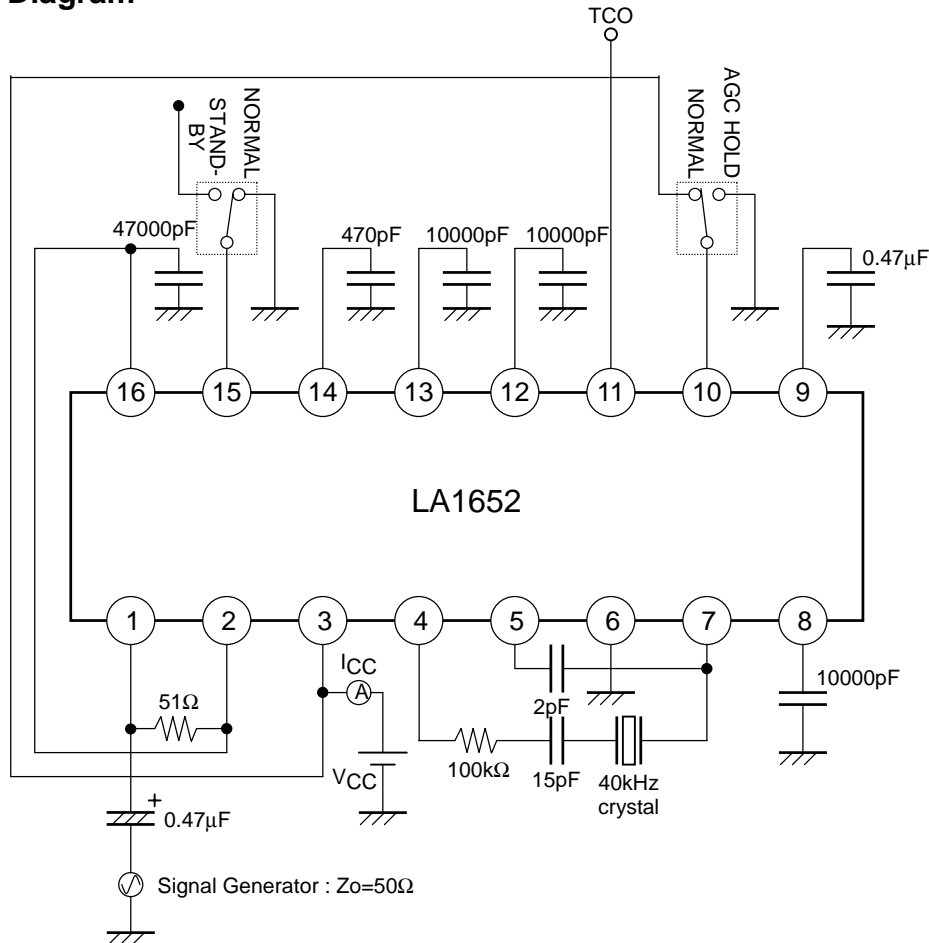 Diagram
TCO
STAND-
BY
NORMAL
NORMAL
AGC HOLD
47000pF
470pF
10000pF
10000pF
0.47μF
16
15
14
13
12
11
10
9
LA1652
1
2
3
4
5
6
7
8
ICC
A
51Ω
2pF
10000pF
VCC
100kΩ
15pF
40kHz
crystal
+
0.47μF
Signal Generator : Zo=50Ω